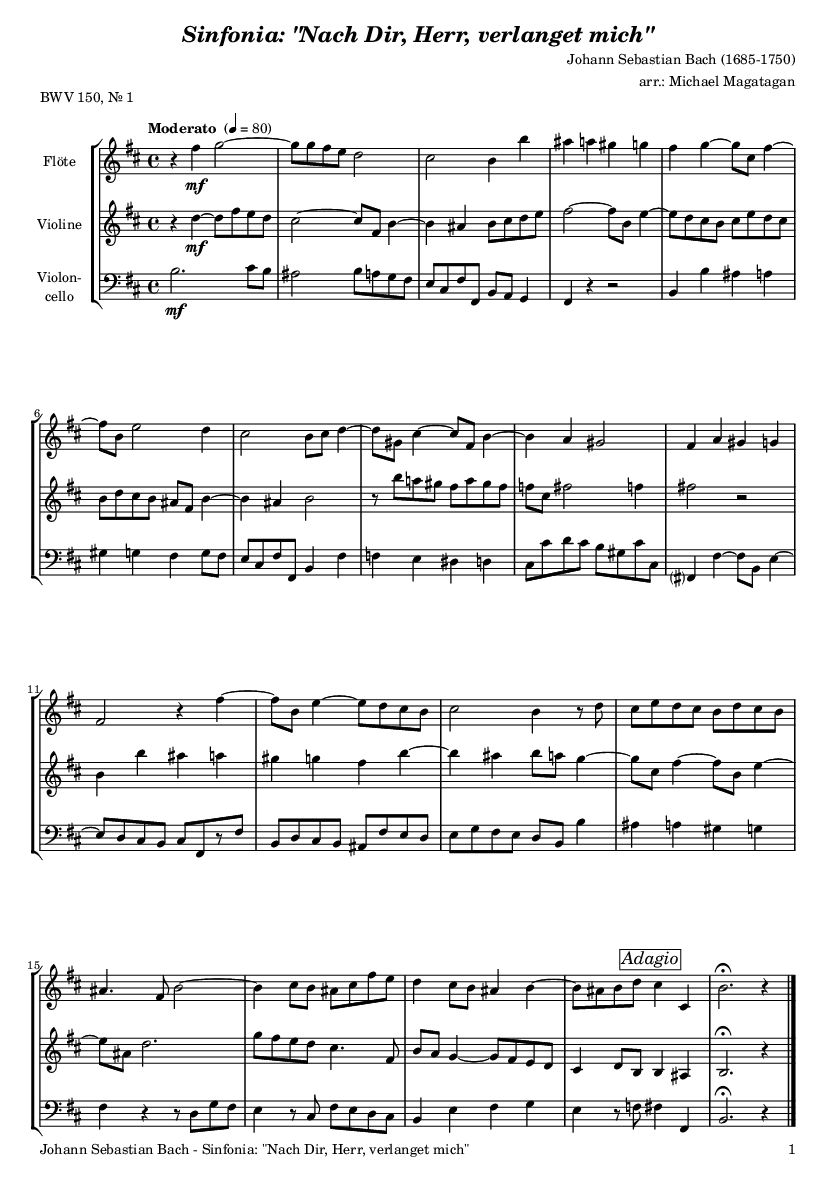 Sinfonia: "Nach Dir, Herr, verlanget mich"
Johann Sebastian Bach (1685-1750)
arr.: Michael Magatagan
BWV 150, № 1
Moderato (♩ = 80)
Flöte
mf
Violine
mf
Violon-
cello
mf
6
11
15
Adagio
Johann Sebastian Bach - Sinfonia: "Nach Dir, Herr, verlanget mich"
1